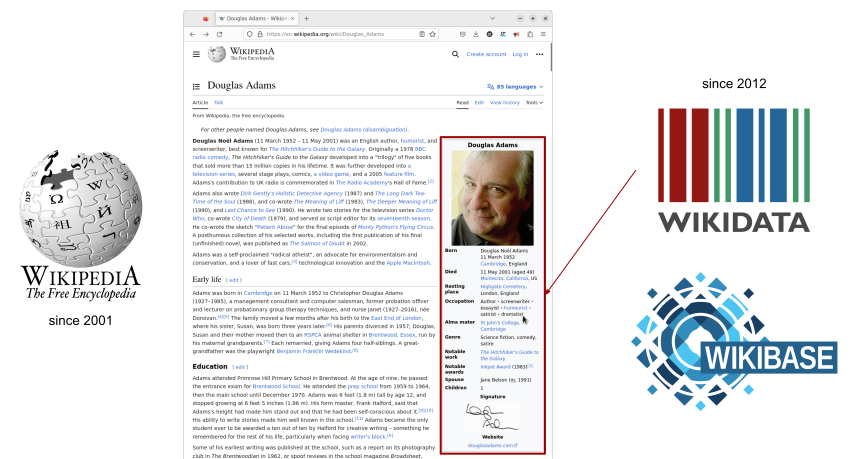 WIKIPEDIA
The Free Encyclopedia
since 2001
Douglas Adams - Wikipe
https://en.wikipedia.org/wiki/Douglas_Adams
WIKIPEDIA
The Free Encyclopedia
Create account Log in
Douglas Adams
85 languages
Article Talk
Read Edit View history Tools
From Wikipedia, the free encyclopedia
For other people named Douglas Adams, see Douglas Adams (disambiguation).
Douglas Noël Adams (11 March 1952 – 11 May 2001) was an English author, humorist, and
screenwriter, best known for The Hitchhiker's Guide to the Galaxy. Originally a 1978 BBC
radio comedy, The Hitchhiker's Guide to the Galaxy developed into a "trilogy" of five books
that sold more than 15 million copies in his lifetime. It was further developed into a
television series, several stage plays, comics, a video game, and a 2005 feature film.
Adams's contribution to UK radio is commemorated in The Radio Academy's Hall of Fame.[2]
Adams also wrote Dirk Gently's Holistic Detective Agency (1987) and The Long Dark Tea-
Time of the Soul (1988), and co-wrote The Meaning of Liff (1983), The Deeper Meaning of Liff
(1990), and Last Chance to See (1990). He wrote two stories for the television series Doctor
Who, co-wrote City of Death (1979), and served as script editor for its seventeenth season.
He co-wrote the sketch "Patient Abuse" for the final episode of Monty Python's Flying Circus.
A posthumous collection of his selected works, including the first publication of his final
(unfinished) novel, was published as The Salmon of Doubt in 2002.
Adams was a self-proclaimed "radical atheist", an advocate for environmentalism and
conservation, and a lover of fast cars,[3] technological innovation and the Apple Macintosh.
Early life [edit]
Adams was born in Cambridge on 11 March 1952 to Christopher Douglas Adams
(1927–1985), a management consultant and computer salesman, former probation officer
and lecturer on probationary group therapy techniques, and nurse Janet (1927–2016), née
Donovan.[4][5] The family moved a few months after his birth to the East End of London,
where his sister, Susan, was born three years later.[6] His parents divorced in 1957; Douglas,
Susan and their mother moved then to an RSPCA animal shelter in Brentwood, Essex, run by
his maternal grandparents.[7] Each remarried, giving Adams four half-siblings. A great-
grandfather was the playwright Benjamin Franklin Wedekind.[8]
Education [edit]
Adams attended Primrose Hill Primary School in Brentwood. At the age of nine, he passed
the entrance exam for Brentwood School. He attended the prep school from 1959 to 1964,
then the main school until December 1970. Adams was 6 feet (1.8 m) tall by age 12, and
stopped growing at 6 feet 5 inches (1.96 m). His form master, Frank Halford, said that
Adams's height had made him stand out and that he had been self-conscious about it.[9][10]
His ability to write stories made him well known in the school.[11] Adams became the only
student ever to be awarded a ten out of ten by Halford for creative writing – something he
remembered for the rest of his life, particularly when facing writer's block.[6]
Some of his earliest writing was published at the school, such as a report on its photography
club in The Brentwoodian in 1962, or spoof reviews in the school magazine Broadsheet,
Douglas Adams
Born Douglas Noël Adams
11 March 1952
Cambridge, England
Died 11 May 2001 (aged 49)
Montecito, California, US
Resting place Highgate Cemetery,
London, England
Occupation Author · screenwriter ·
essayist · humourist ·
satirist · dramatist
Alma mater St John's College,
Cambridge
Genre Science fiction, comedy,
satire
Notable work The Hitchhiker's Guide to
the Galaxy
Notable awards Inkpot Award (1983)[1]
Spouse Jane Belson (m. 1991)
Children 1
Signature
Website
douglasadams.com
since 2012
WIKIDATA
WIKIBASE